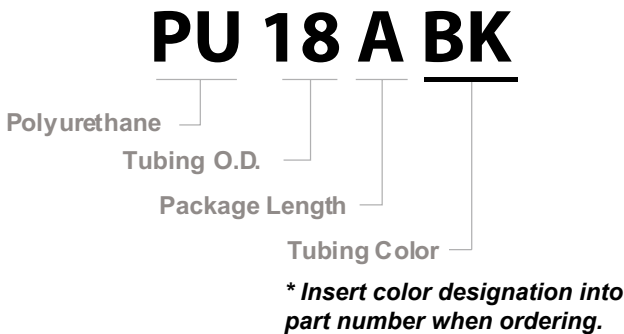 PU 18 A BK
Polyurethane
Tubing O.D.
Package Length
Tubing Color
* Insert color designation into
part number when ordering.